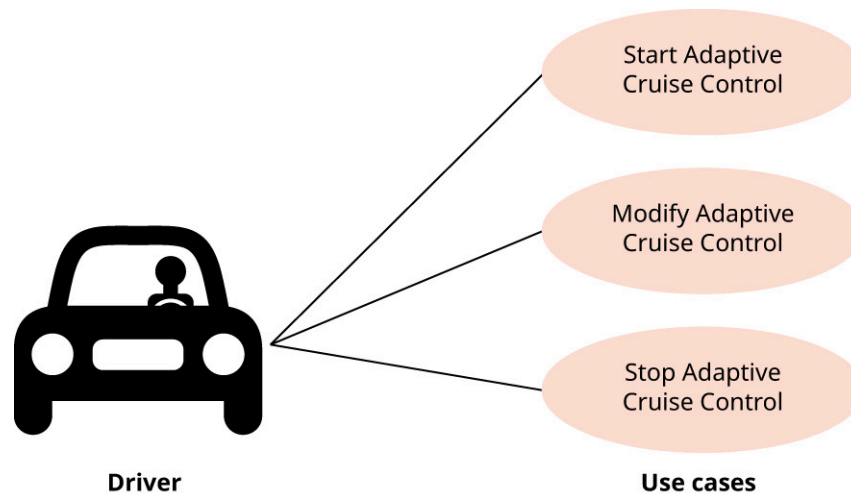 Start Adaptive
Cruise Control
Modify Adaptive
Cruise Control
Stop Adaptive
Cruise Control
Driver
Use cases